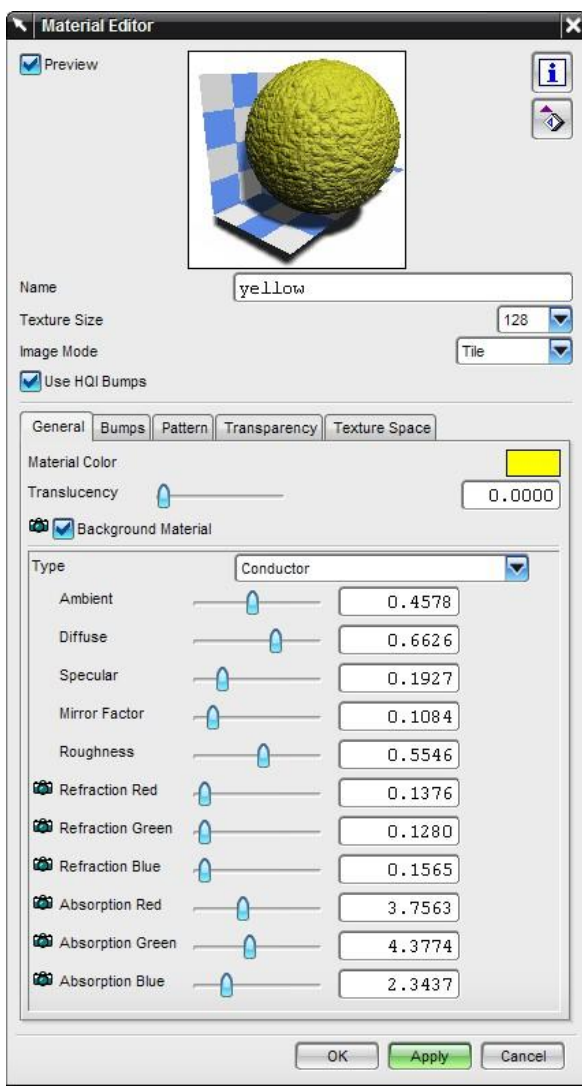 Material Editor
Preview
Name yellow
Texture Size 128
Image Mode Tile
Use HQI Bumps
General Bumps Pattern Transparency Texture Space
Material Color
Translucency 0.0000
Background Material
Type Conductor
Ambient 0.4578
Diffuse 0.6626
Specular 0.1927
Mirror Factor 0.1084
Roughness 0.5546
Refraction Red 0.1376
Refraction Green 0.1280
Refraction Blue 0.1565
Absorption Red 3.7563
Absorption Green 4.3774
Absorption Blue 2.3437
OK Apply Cancel